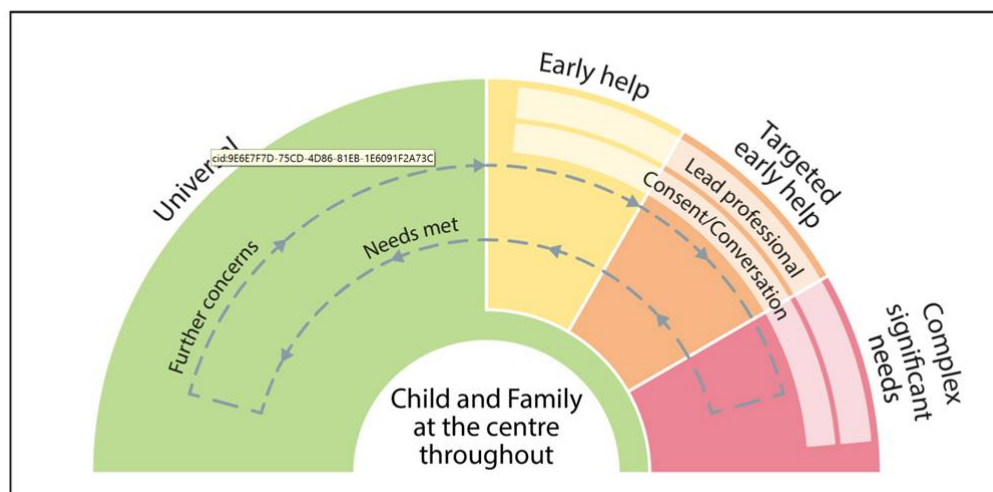 Universal
cid:9E6E7F7D-75CD-4D86-81EB-1E6091F2A73C
Early help
Targeted
early help
Lead professional
Consent/Conversation
Complex
significant
needs
Further concerns
Needs met
Child and Family
at the centre
throughout